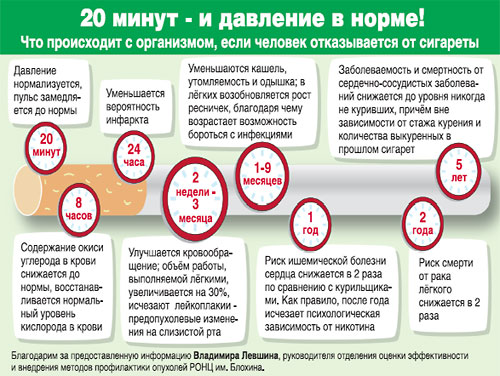 20 минут - и давление в норме!
Что происходит с организмом, если человек отказывается от сигареты
Давление
нормализуется,
пульс замедля-
ется до нормы
20
минут
Уменьшается
вероятность
инфаркта
24
часа
Уменьшаются кашель,
утомляемость и одышка; в
лёгких возобновляется рост
ресничек, благодаря чему
возрастает возможность
бороться с инфекциями
1-9
месяцев
Заболеваемость и смертность от
сердечно-сосудистых заболева-
ний снижается до уровня никогда
не куривших, причём вне
зависимости от стажа курения и
количества выкуренных в
прошлом сигарет
5
лет
8
часов
Содержание окиси
углерода в крови
снижается до
нормы, восстана-
вливается нормаль-
ный уровень
кислорода в крови
2
недели -
3
месяца
Улучшается кровообра-
щение; объём работы,
выполняемой лёгкими,
увеличивается на 30%,
исчезают лейкоплакии -
предопухолевые измене-
ния на слизистой рта
1
год
Риск ишемической болезни
сердца снижается в 2 раза
по сравнению с курильщика-
ми. Как правило, после года
исчезает психологическая
зависимость от никотина
2
года
Риск смерти
от рака
лёгкого
снижается в
2 раза
Благодарим за предоставленную информацию Владимира Левшина, руководителя отделения оценки эффективности
и внедрения методов профилактики опухолей РОНЦ им. Блохина.